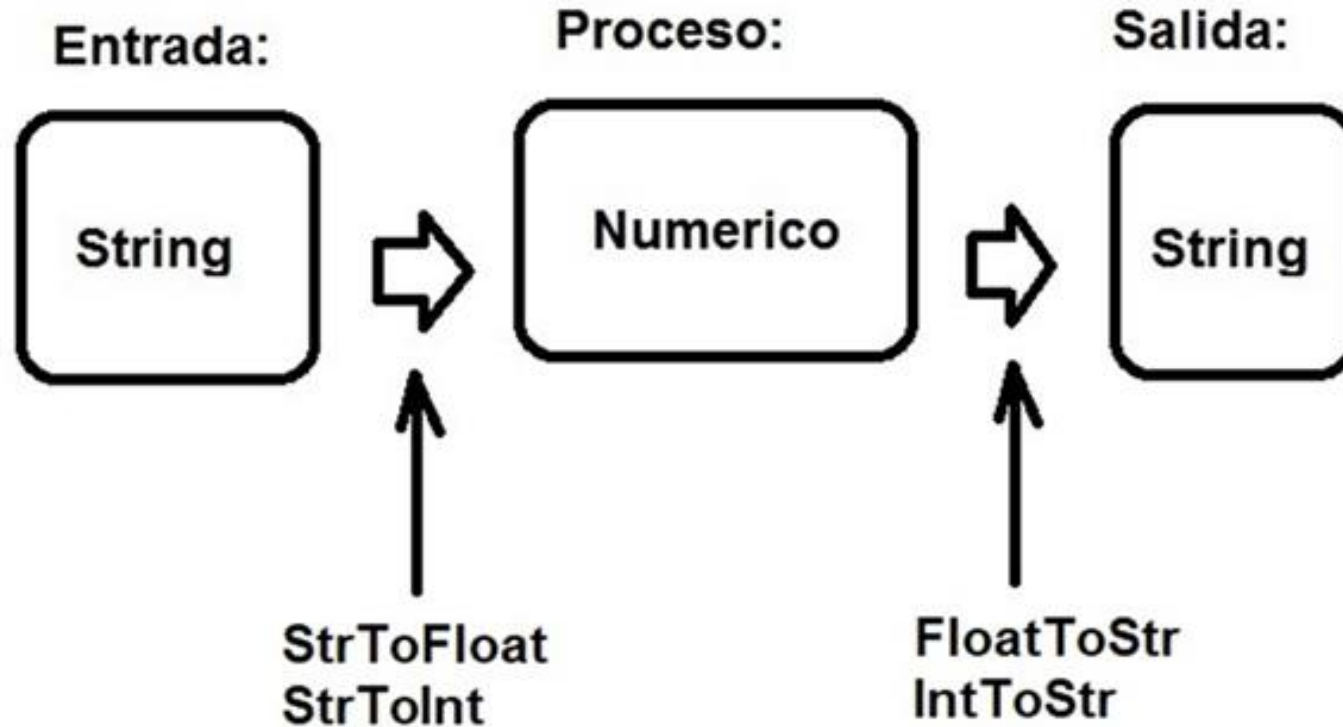 Entrada:
Proceso:
Salida:
String
Numerico
String
StrToFloat
StrToInt
FloatToStr
IntToStr